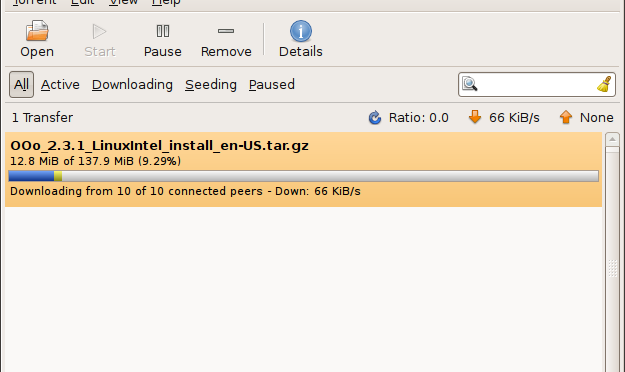 Torrent Edit View Help
Open Start Pause Remove Details
All Active Downloading Seeding Paused
1 Transfer Ratio: 0.0 66 KiB/s None
OOo_2.3.1_LinuxIntel_install_en-US.tar.gz
12.8 MiB of 137.9 MiB (9.29%)
Downloading from 10 of 10 connected peers - Down: 66 KiB/s